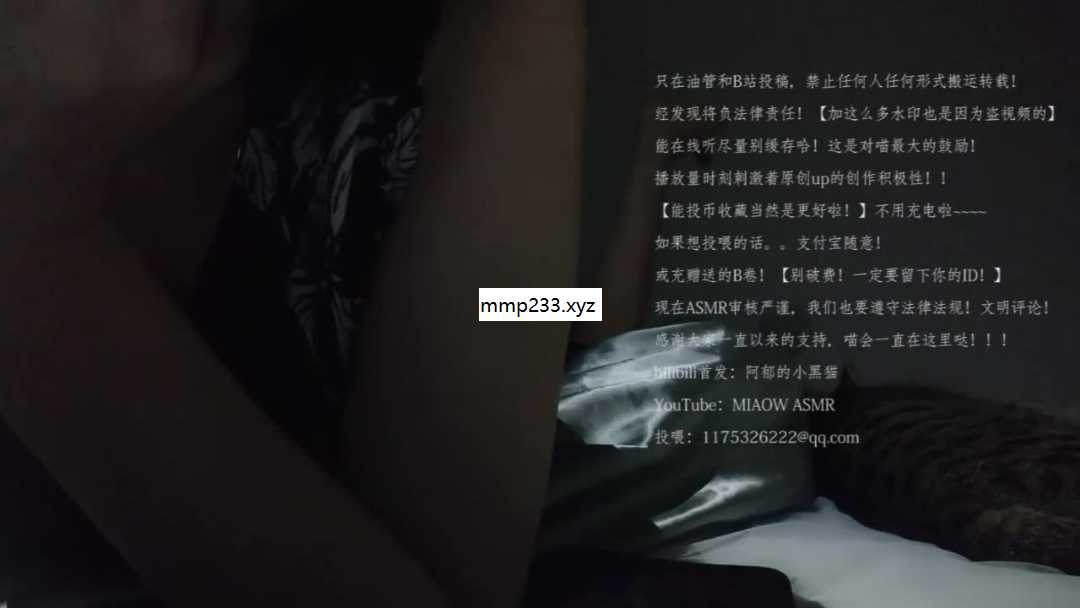 只在油管和B站投稿，禁止任何人任何形式搬运转载！
经发现将负法律责任！【加这么多水印也是因为盗视频的】
能在线听尽量别缓存哈！这是对喵最大的鼓励！
播放量时刻刺激着原创up的创作积极性！！
【能投币收藏当然是更好啦！】不用充电啦~~~~
如果想投喂的话。。支付宝随意！
mmp233.xyz
或充赠送的B卷！【别破费！一定要留下你的ID！】
现在ASMR审核严谨，我们也要遵守法律法规！文明评论！
感谢大家一直以来的支持，喵会一直在这里哒！！！
bilibili首发：阿郁的小黑猫
YouTube：MIAOW ASMR
投喂：1175326222@qq.com